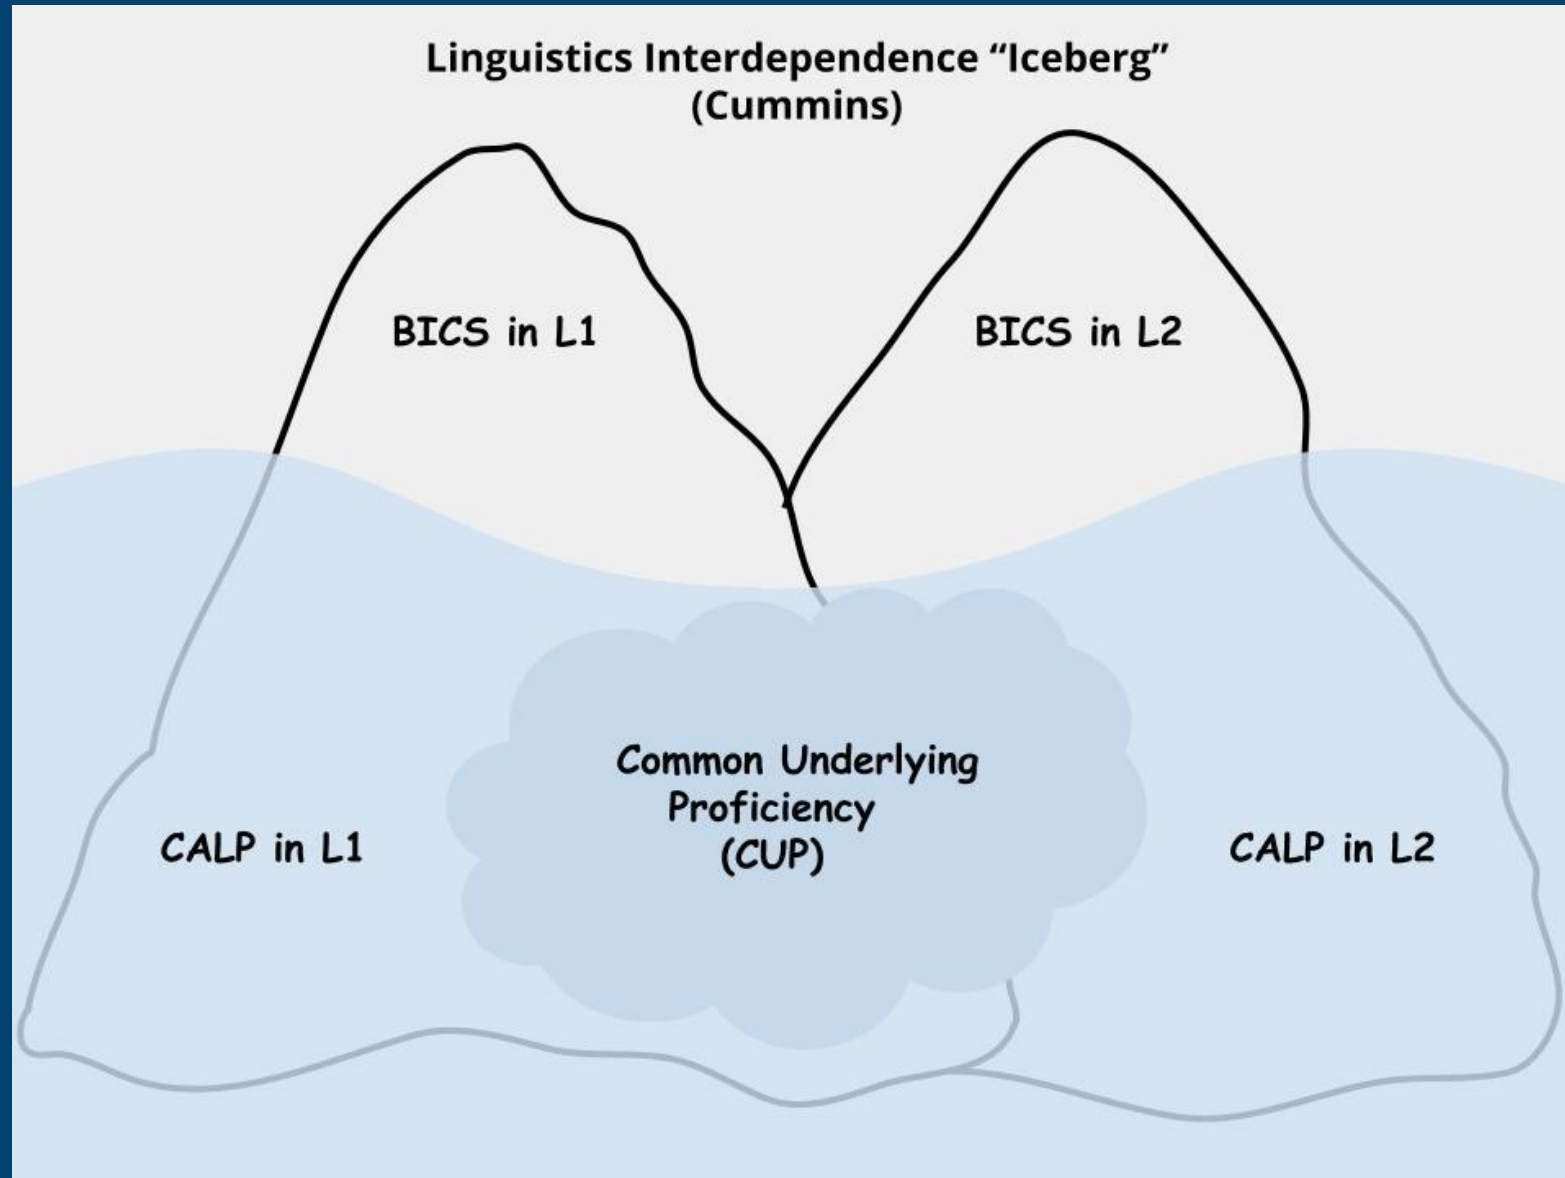 Linguistics Interdependence “Iceberg”
(Cummins)
BICS in L1
BICS in L2
Common Underlying
Proficiency
(CUP)
CALP in L1
CALP in L2